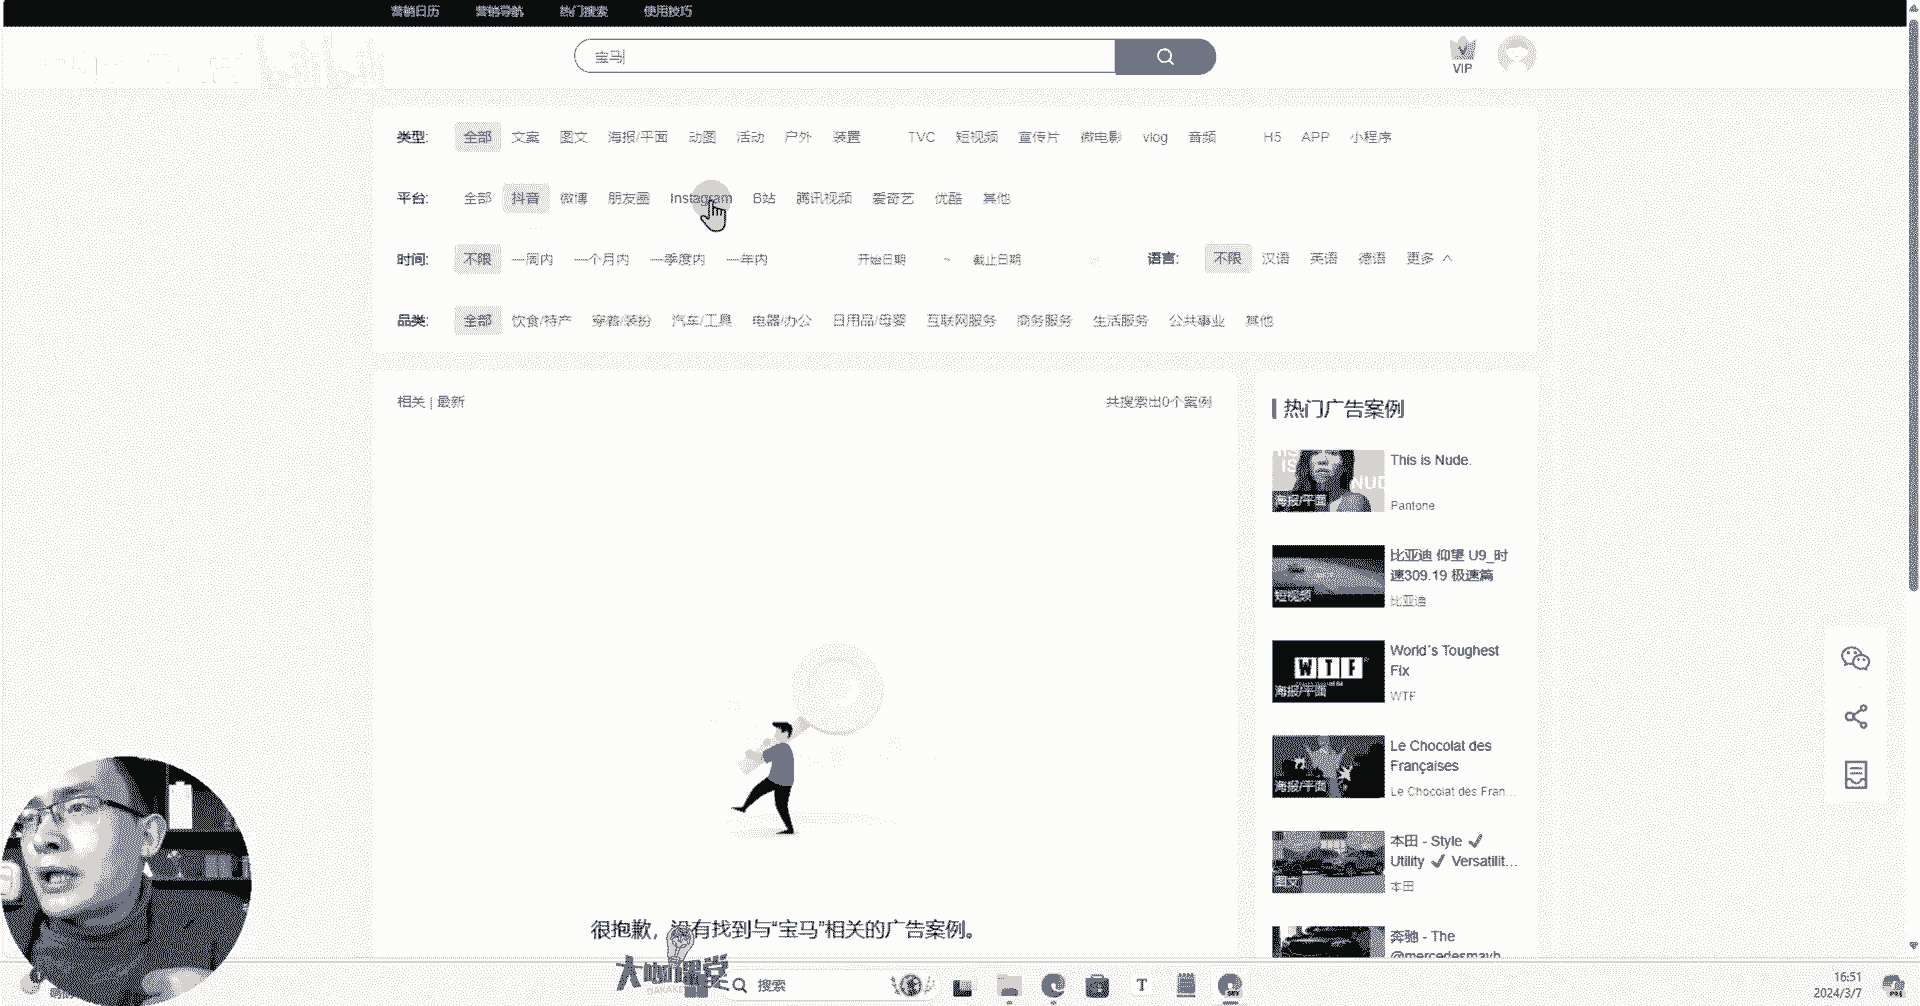 营销日历 营销导航 热门搜索 使用技巧
宝马
VIP
类型: 全部 文案 图文 海报/平面 动图 活动 户外 装置 TVC 短视频 宣传片 微电影 vlog 音频 H5 APP 小程序
平台: 全部 抖音 微博 朋友圈 Instagram B站 腾讯视频 爱奇艺 优酷 其他
时间: 不限 一周内 一个月内 一季度内 一年内 开始日期 ~ 截止日期 语言: 不限 汉语 英语 德语 更多
品类: 全部 饮食/特产 穿着/装扮 汽车/工具 电器/办公 日用品/母婴 互联网服务 商务服务 生活服务 公共事业 其他
相关 | 最新 共搜索出0个案例
很抱歉，没有找到与“宝马”相关的广告案例。
热门广告案例
This is Nude.
海报/平面
Pantone
比亚迪 仰望 U9_时
速309.19 极速篇
短视频
比亚迪
World´s Toughest
Fix
WTF
海报/平面
WTF
Le Chocolat des
Françaises
海报/平面
Le Chocolat des Fran...
本田 - Style ✓
Utility ✓ Versatilit...
图文
本田
奔驰 - The
@mercedesmayb
大咖课堂
DAKAKE
搜索
T
16:51
2024/3/7